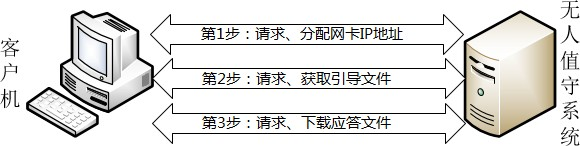 客户机
第1步：请求、分配网卡IP地址
第2步：请求、获取引导文件
第3步：请求、下载应答文件
无人值守系统